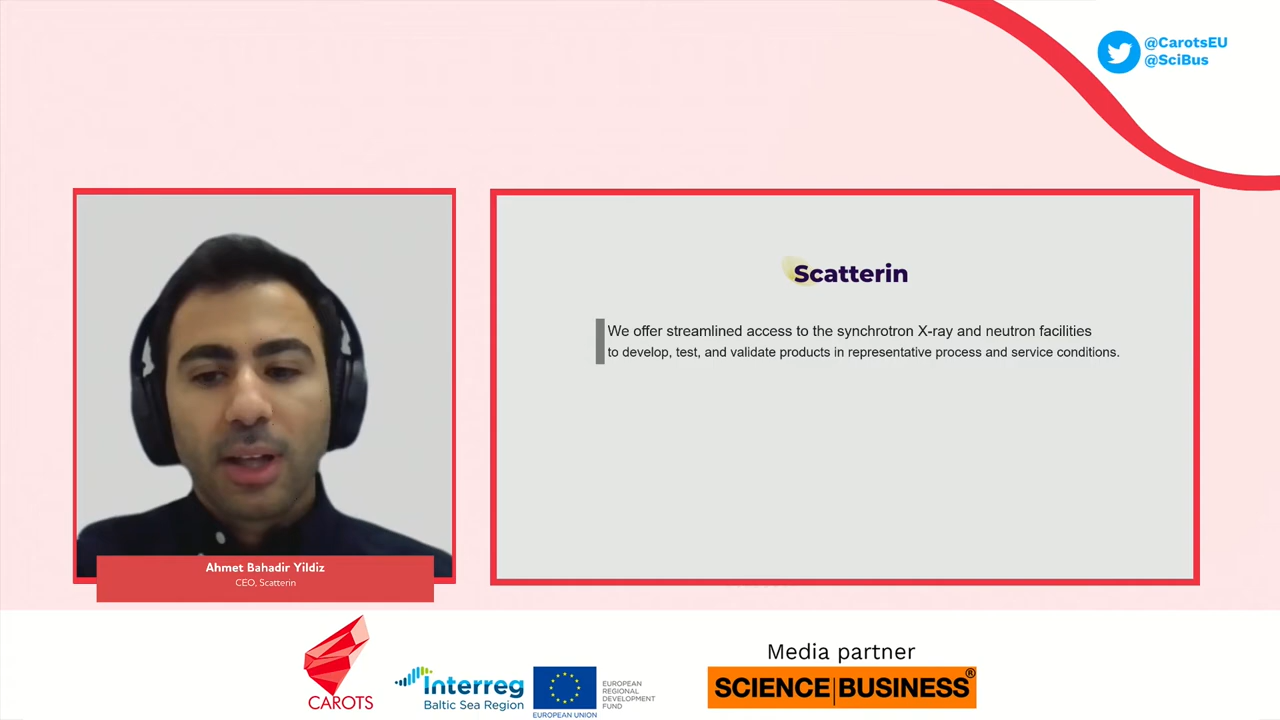 @CarotsEU
@SciBus
Scatterin
We offer streamlined access to the synchrotron X-ray and neutron facilities
to develop, test, and validate products in representative process and service conditions.
Ahmet Bahadir Yildiz
CEO, Scatterin
CAROTS
Interreg
Baltic Sea Region
EUROPEAN UNION
EUROPEAN
REGIONAL
DEVELOPMENT
FUND
Media partner
SCIENCE|BUSINESS®